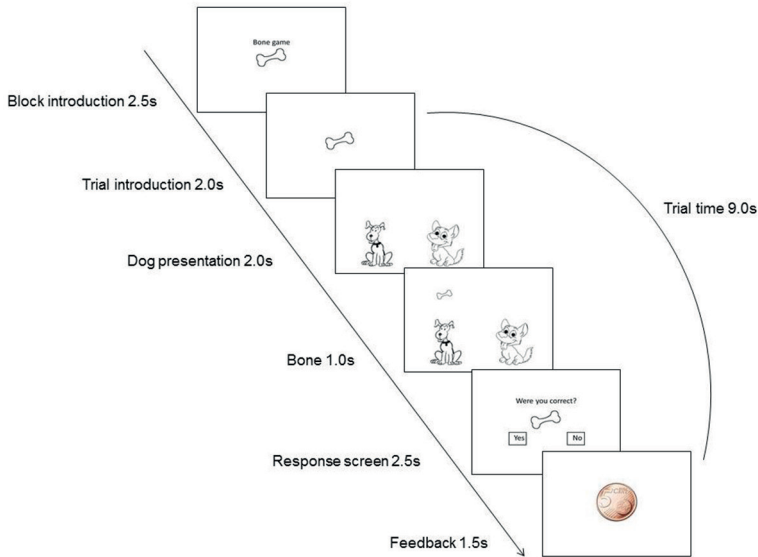 Bone game
Block introduction 2.5s
Trial introduction 2.0s
Trial time 9.0s
Dog presentation 2.0s
Bone 1.0s
Were you correct?
Yes No
Response screen 2.5s
5
Feedback 1.5s